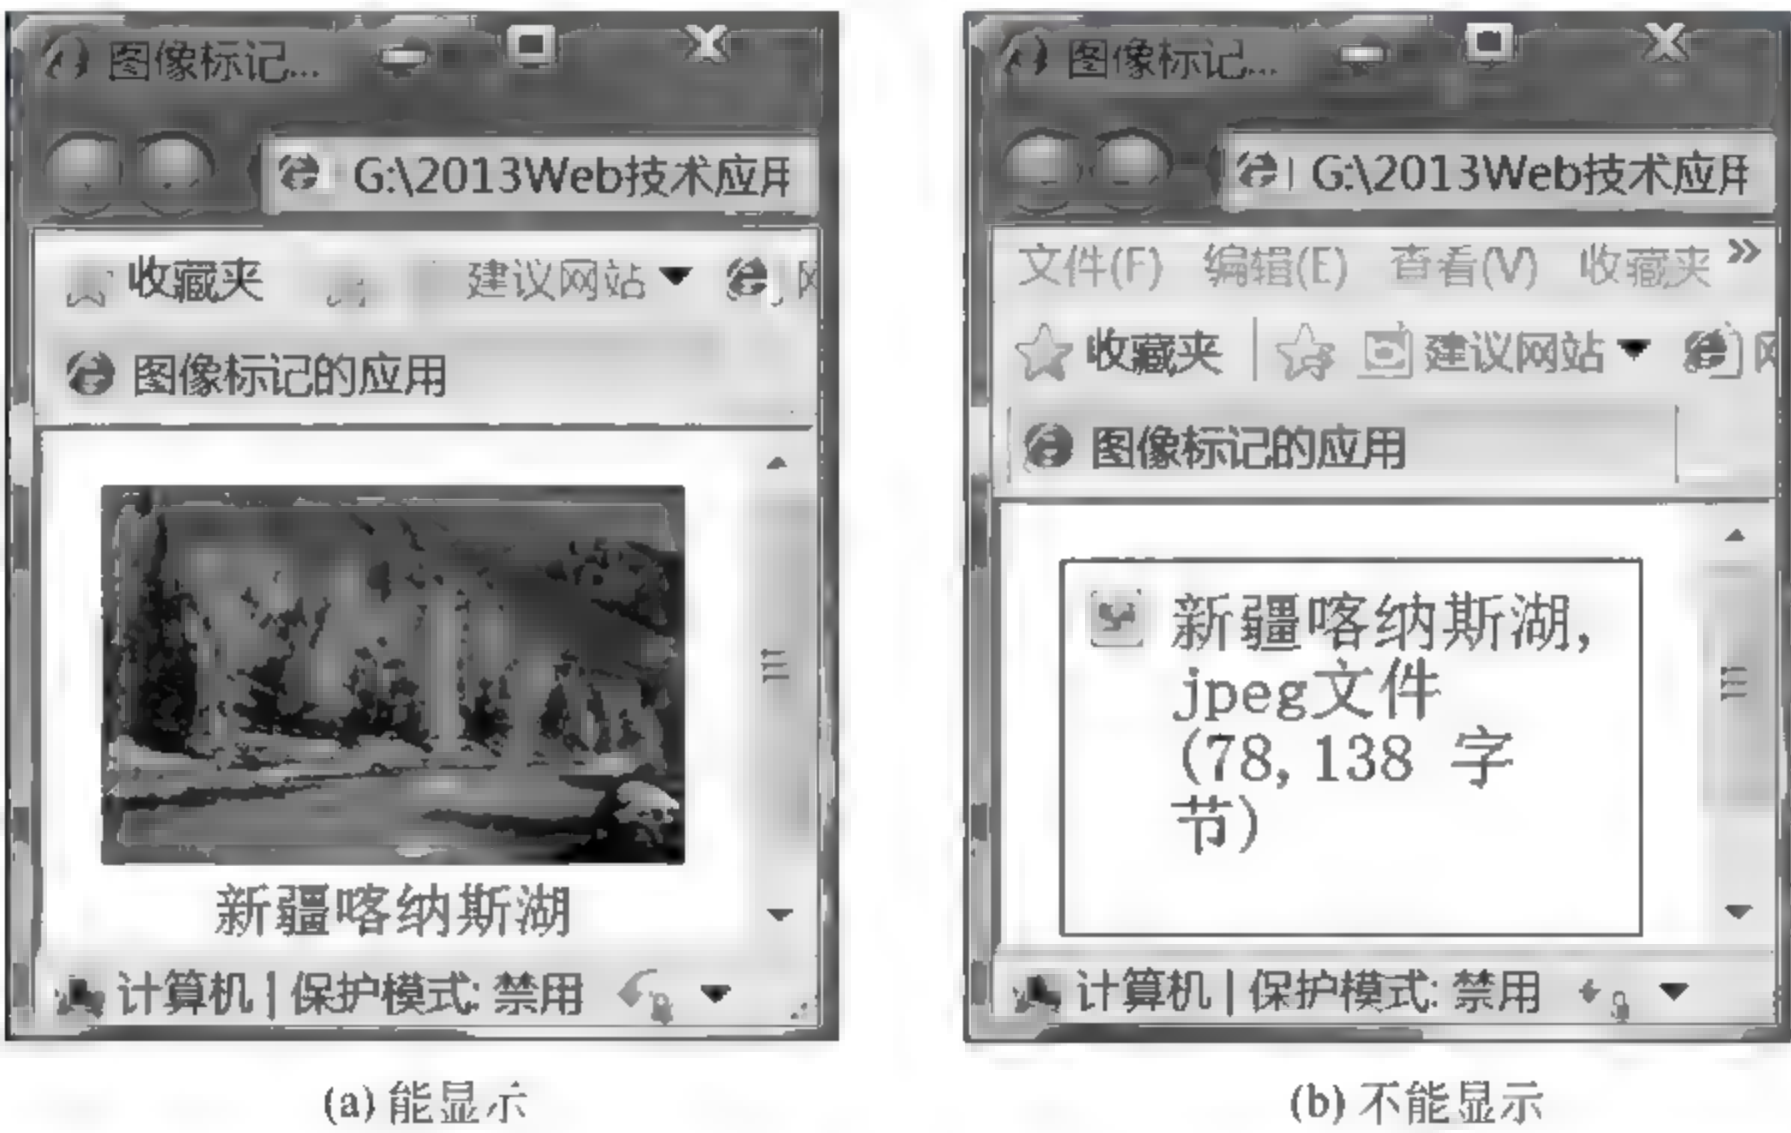 图像标记...
G:\2013Web技术应用
收藏夹 建议网站 网
图像标记的应用
新疆喀纳斯湖
计算机 | 保护模式: 禁用
(a) 能显示
图像标记...
G:\2013Web技术应用
文件(F) 编辑(E) 查看(V) 收藏夹 »
收藏夹 建议网站 网
图像标记的应用
新疆喀纳斯湖,
jpeg文件
(78,138 字
节)
计算机 | 保护模式: 禁用
(b) 不能显示